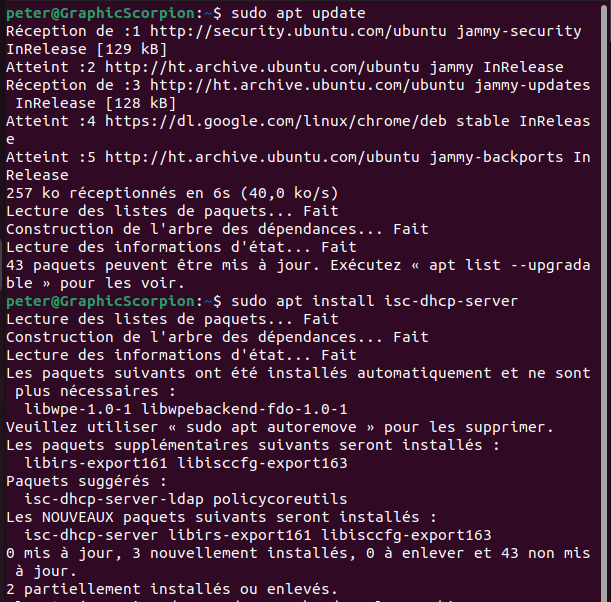 peter@GraphicScorpion:~$ sudo apt update
Réception de :1 http://security.ubuntu.com/ubuntu jammy-security
InRelease [129 kB]
Atteint :2 http://ht.archive.ubuntu.com/ubuntu jammy InRelease
Réception de :3 http://ht.archive.ubuntu.com/ubuntu jammy-updates
 InRelease [128 kB]
Atteint :4 https://dl.google.com/linux/chrome/deb stable InReleas
e
Atteint :5 http://ht.archive.ubuntu.com/ubuntu jammy-backports In
Release
257 ko réceptionnés en 6s (40,0 ko/s)
Lecture des listes de paquets... Fait
Construction de l'arbre des dépendances... Fait
Lecture des informations d'état... Fait
43 paquets peuvent être mis à jour. Exécutez « apt list --upgrada
ble » pour les voir.
peter@GraphicScorpion:~$ sudo apt install isc-dhcp-server
Lecture des listes de paquets... Fait
Construction de l'arbre des dépendances... Fait
Lecture des informations d'état... Fait
Les paquets suivants ont été installés automatiquement et ne sont
 plus nécessaires :
  libwpe-1.0-1 libwpebackend-fdo-1.0-1
Veuillez utiliser « sudo apt autoremove » pour les supprimer.
Les paquets supplémentaires suivants seront installés :
  libirs-export161 libisccfg-export163
Paquets suggérés :
  isc-dhcp-server-ldap policycoreutils
Les NOUVEAUX paquets suivants seront installés :
  isc-dhcp-server libirs-export161 libisccfg-export163
0 mis à jour, 3 nouvellement installés, 0 à enlever et 43 non mis
 à jour.
2 partiellement installés ou enlevés.